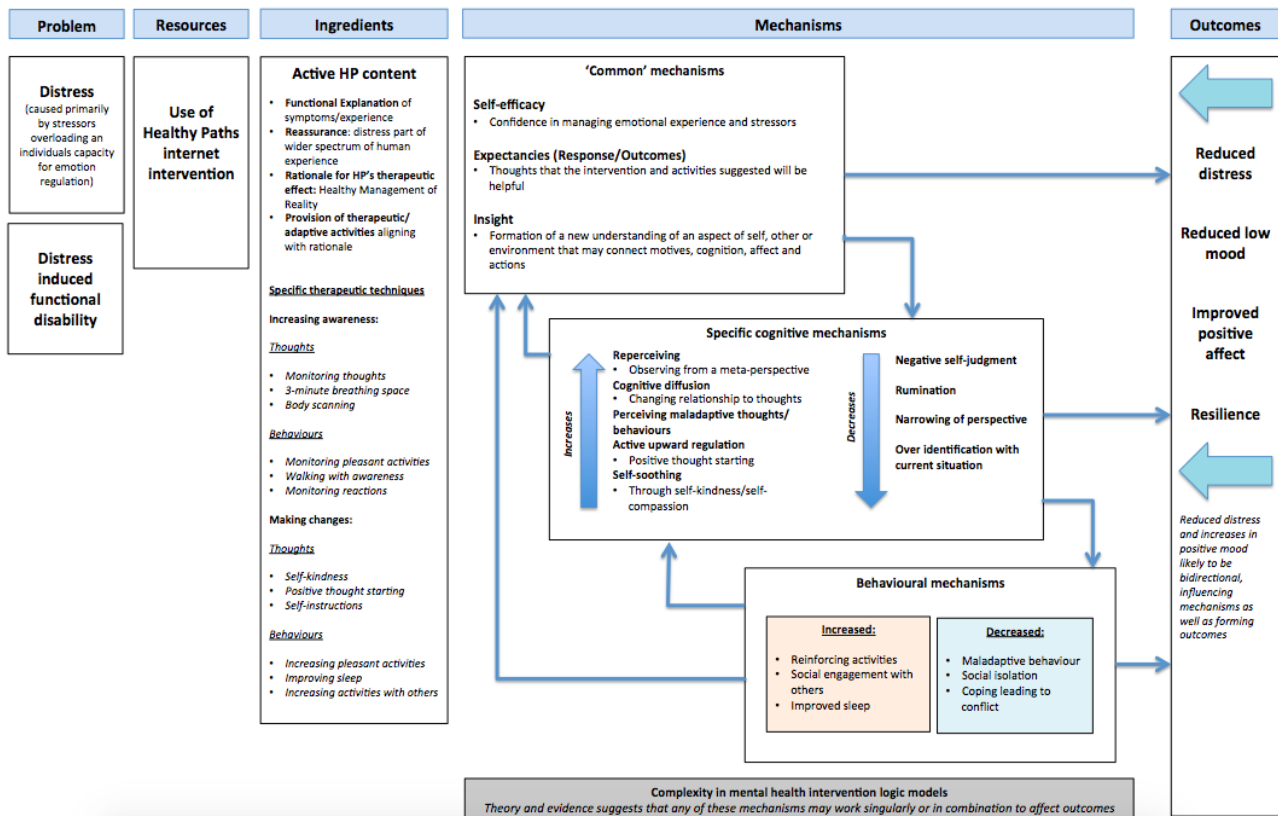 Problem
Resources
Ingredients
Mechanisms
Outcomes
Distress
(caused primarily
by stressors
overloading an
individuals capacity
for emotion
regulation)
Distress
induced
functional
disability
Use of
Healthy Paths
internet
intervention
Active HP content
• Functional Explanation of
symptoms/experience
• Reassurance: distress part of
wider spectrum of human
experience
• Rationale for HP's therapeutic
effect: Healthy Management of
Reality
• Provision of therapeutic/
adaptive activities aligning
with rationale
Specific therapeutic techniques
Increasing awareness:
Thoughts
• Monitoring thoughts
• 3-minute breathing space
• Body scanning
Behaviours
• Monitoring pleasant activities
• Walking with awareness
• Monitoring reactions
Making changes:
Thoughts
• Self-kindness
• Positive thought starting
• Self-instructions
Behaviours
• Increasing pleasant activities
• Improving sleep
• Increasing activities with others
'Common' mechanisms
Self-efficacy
• Confidence in managing emotional experience and stressors
Expectancies (Response/Outcomes)
• Thoughts that the intervention and activities suggested will be
helpful
Insight
• Formation of a new understanding of an aspect of self, other or
environment that may connect motives, cognition, affect and
actions
Specific cognitive mechanisms
Increases
Reperceiving
• Observing from a meta-perspective
Cognitive diffusion
• Changing relationship to thoughts
Perceiving maladaptive thoughts/
behaviours
Active upward regulation
• Positive thought starting
Self-soothing
• Through self-kindness/self-
compassion
Decreases
Negative self-judgment
Rumination
Narrowing of perspective
Over identification with
current situation
Behavioural mechanisms
Increased:
• Reinforcing activities
• Social engagement with
others
• Improved sleep
Decreased:
• Maladaptive behaviour
• Social isolation
• Coping leading to
conflict
Reduced
distress
Reduced low
mood
Improved
positive
affect
Resilience
Reduced distress
and increases in
positive mood
likely to be
bidirectional,
influencing
mechanisms as
well as forming
outcomes
Complexity in mental health intervention logic models
Theory and evidence suggests that any of these mechanisms may work singularly or in combination to affect outcomes